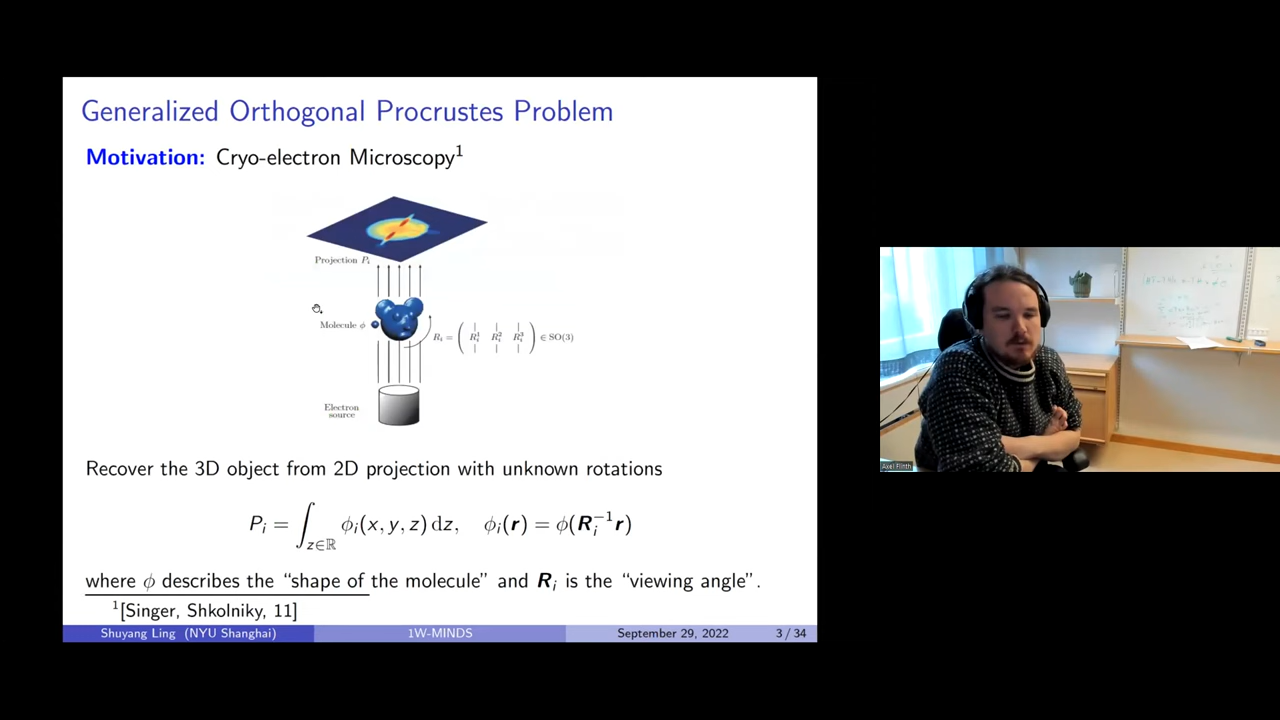 Generalized Orthogonal Procrustes Problem
Motivation: Cryo-electron Microscopy¹
Projection Pᵢ
Molecule ϕ
Rᵢ = ( | | | Rᵢ¹ Rᵢ² Rᵢ³ | | | ) ∈ SO(3)
Electron
source
Recover the 3D object from 2D projection with unknown rotations
Pᵢ = ∫_{z∈ℝ} ϕᵢ(x, y, z) dz, ϕᵢ(r) = ϕ(Rᵢ⁻¹r)
where ϕ describes the “shape of the molecule” and Rᵢ is the “viewing angle”.
¹[Singer, Shkolniky, 11]
Shuyang Ling (NYU Shanghai) 1W-MINDS September 29, 2022 3 / 34
Axel Flinth